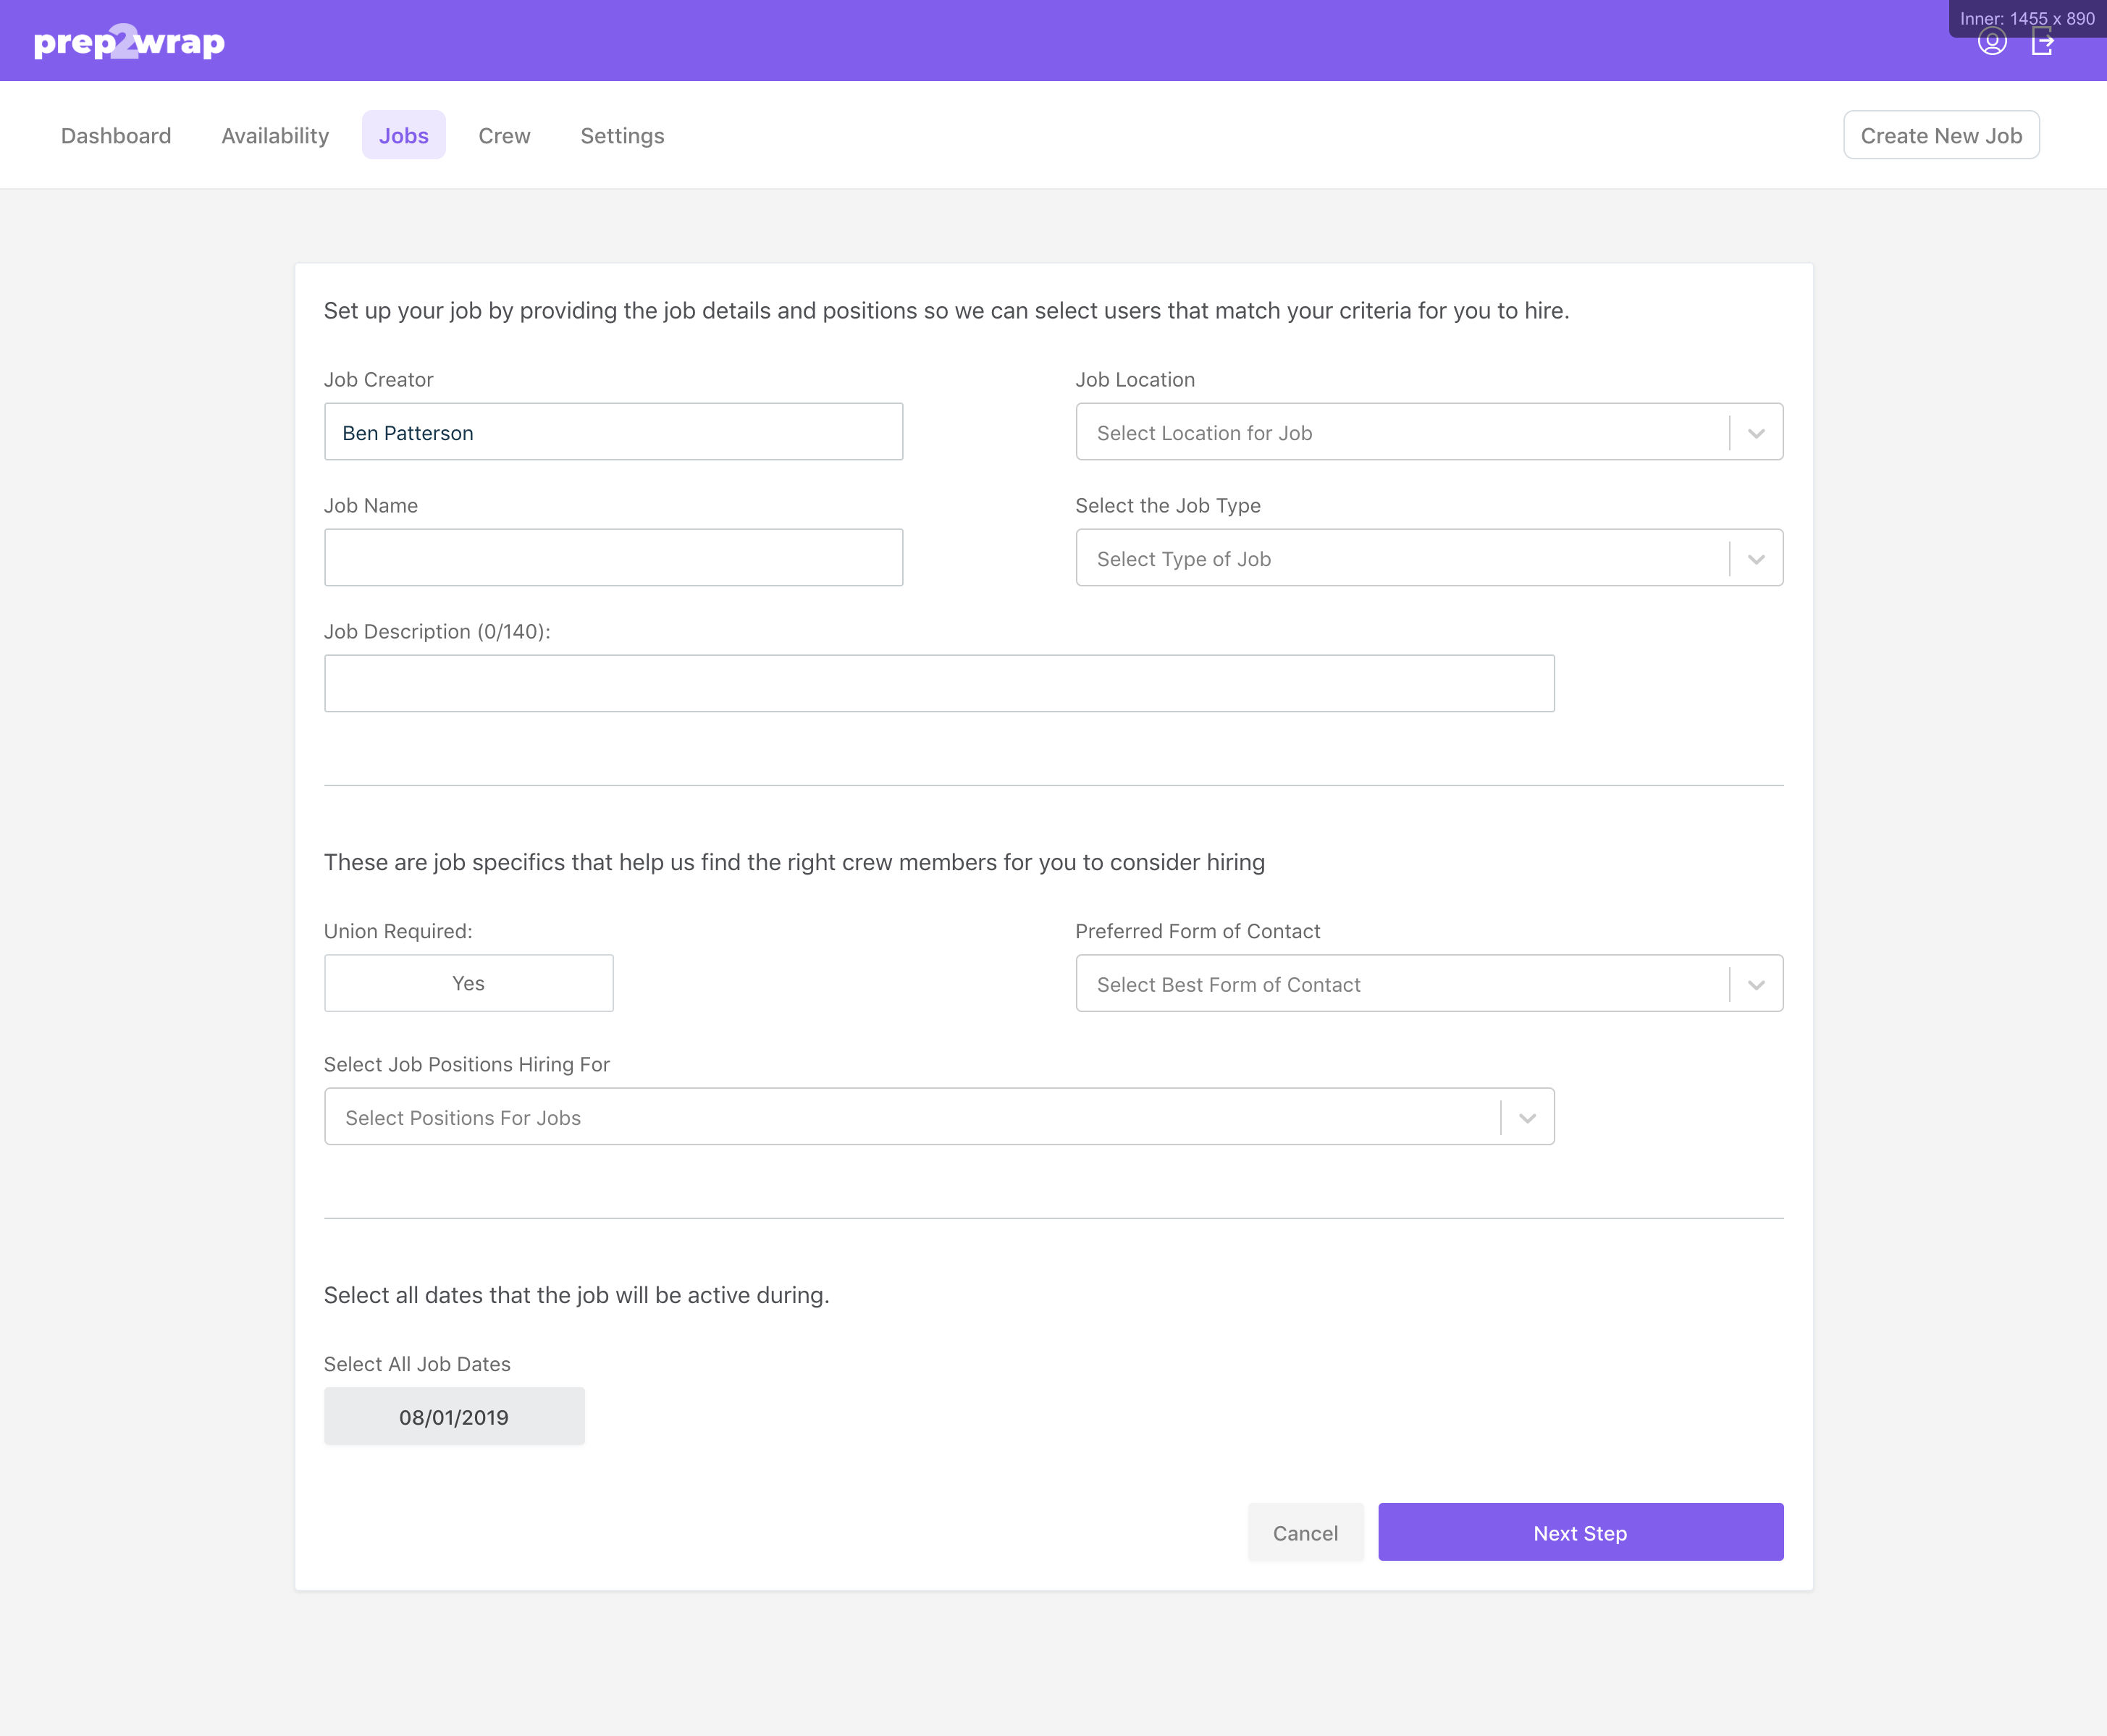 prep2wrap
Inner: 1455 x 890
Dashboard
Availability
Jobs
Crew
Settings
Create New Job
Set up your job by providing the job details and positions so we can select users that match your criteria for you to hire.
Job Creator
Ben Patterson
Job Location
Select Location for Job
Job Name
Select the Job Type
Select Type of Job
Job Description (0/140):
These are job specifics that help us find the right crew members for you to consider hiring
Union Required:
Yes
Preferred Form of Contact
Select Best Form of Contact
Select Job Positions Hiring For
Select Positions For Jobs
Select all dates that the job will be active during.
Select All Job Dates
08/01/2019
Cancel
Next Step